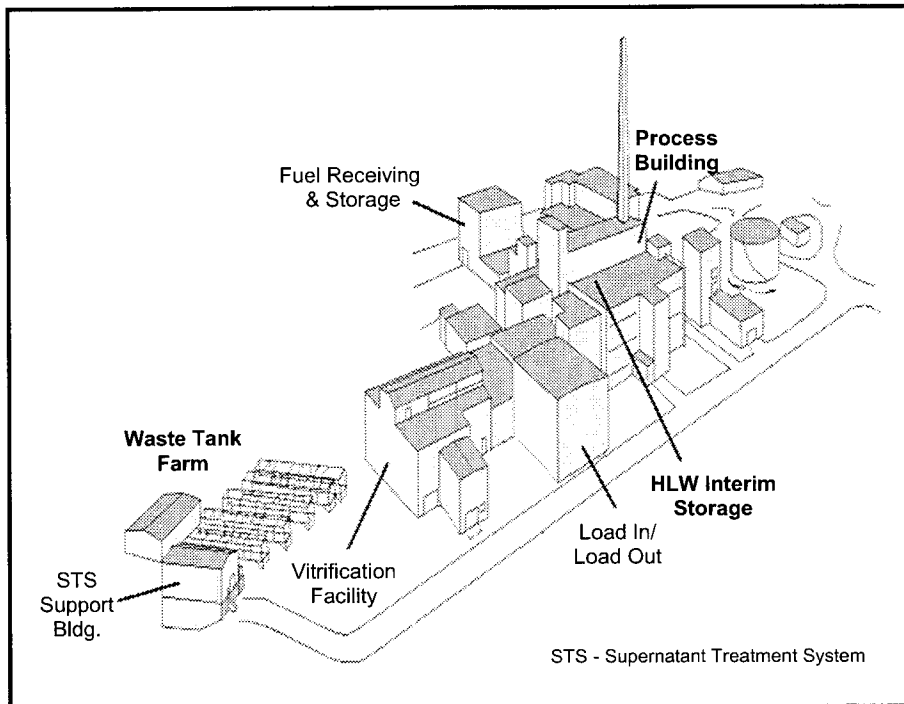 Process
Building
Fuel Receiving
& Storage
Waste Tank
Farm
HLW Interim
Storage
Load In/
Load Out
Vitrification
Facility
STS
Support
Bldg.
STS - Supernatant Treatment System